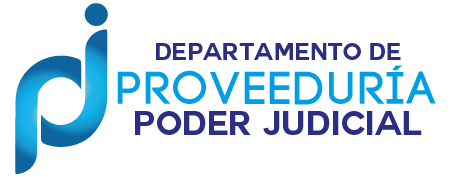 DEPARTAMENTO DE
PROVEEDURÍA
PODER JUDICIAL